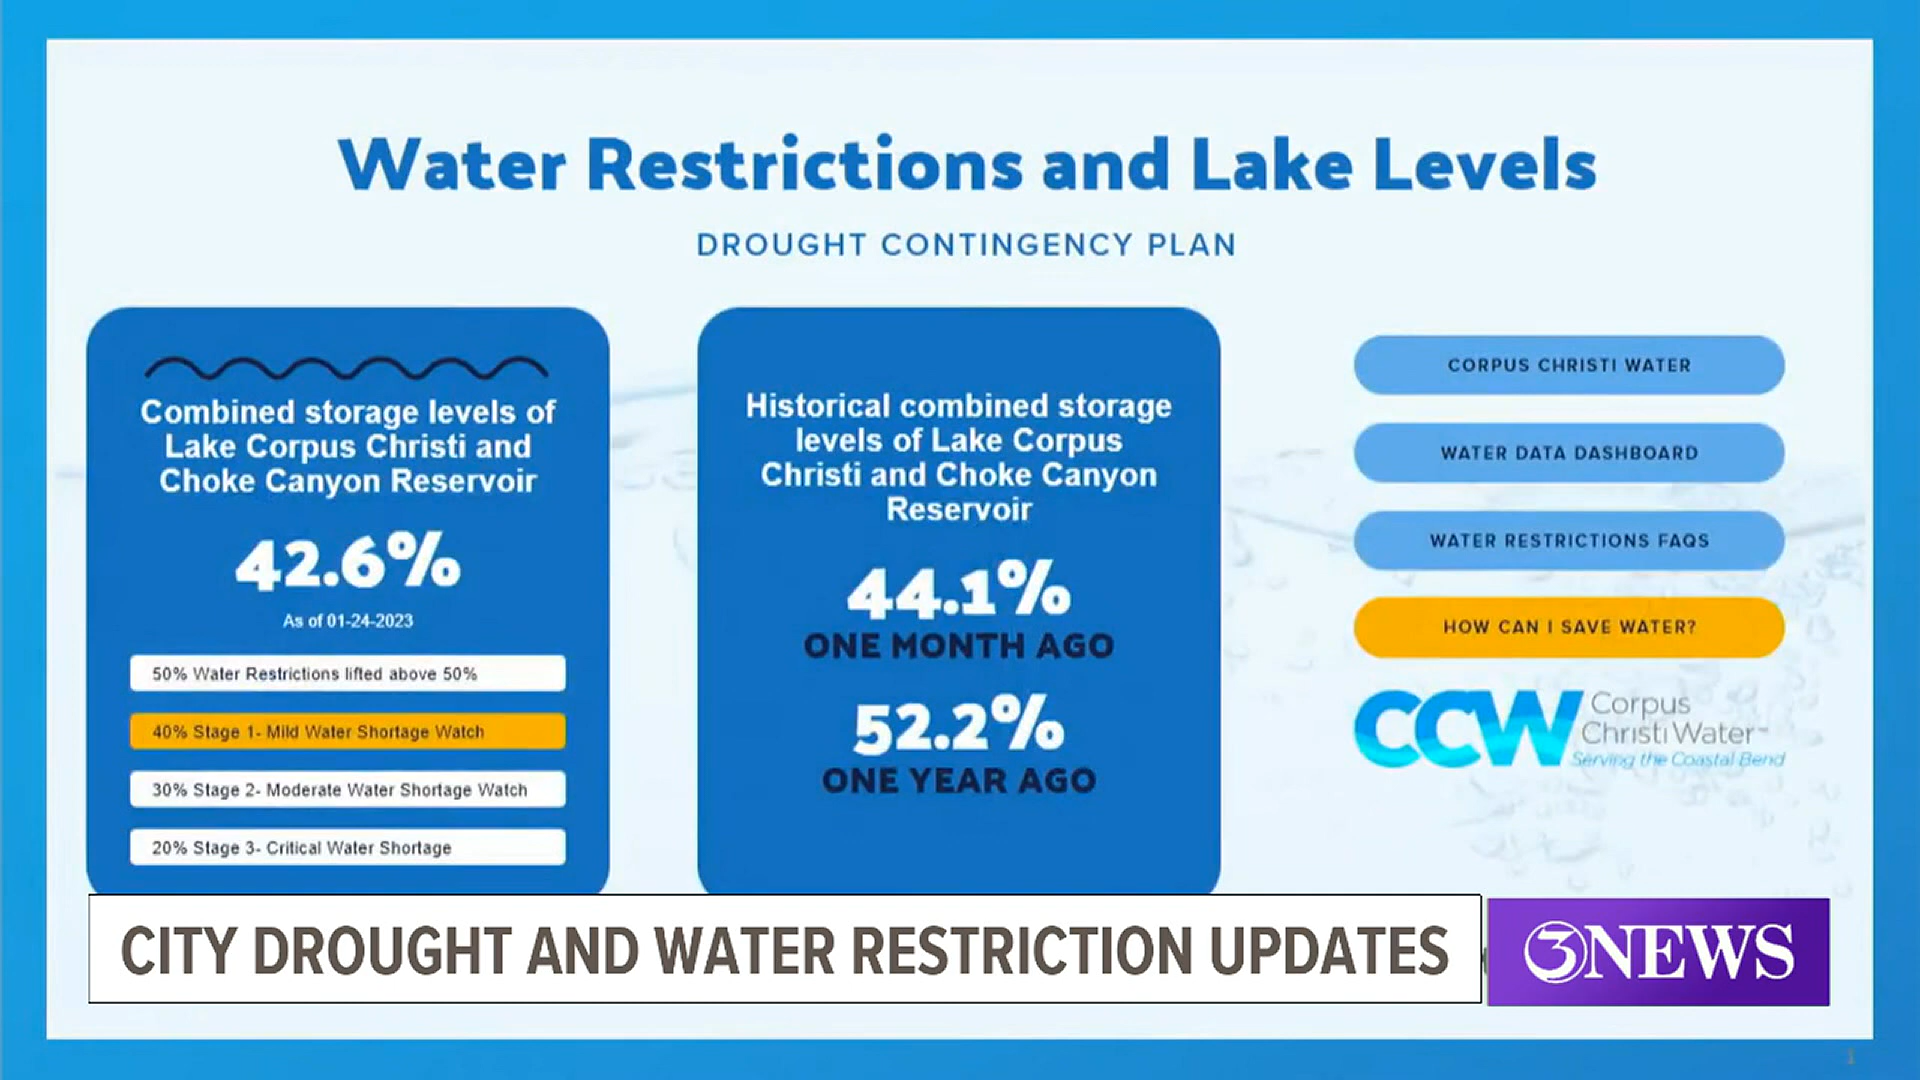 Water Restrictions and Lake Levels
DROUGHT CONTINGENCY PLAN
Combined storage levels of
Lake Corpus Christi and
Choke Canyon Reservoir
42.6%
As of 01-24-2023
50% Water Restrictions lifted above 50%
40% Stage 1- Mild Water Shortage Watch
30% Stage 2- Moderate Water Shortage Watch
20% Stage 3- Critical Water Shortage
Historical combined storage
levels of Lake Corpus
Christi and Choke Canyon
Reservoir
44.1%
ONE MONTH AGO
52.2%
ONE YEAR AGO
CORPUS CHRISTI WATER
WATER DATA DASHBOARD
WATER RESTRICTIONS FAQS
HOW CAN I SAVE WATER?
CCW
Corpus
Christi Water™
Serving the Coastal Bend
CITY DROUGHT AND WATER RESTRICTION UPDATES
3NEWS
1